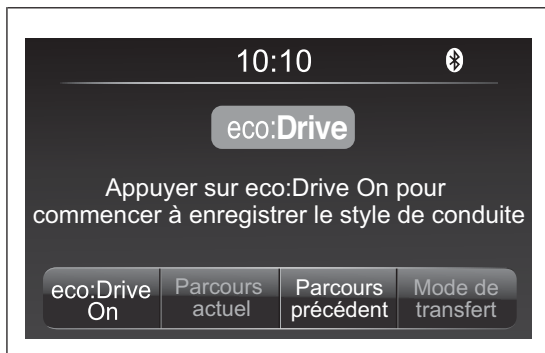 10:10
eco:Drive
Appuyer sur eco:Drive On pour
commencer à enregistrer le style de conduite
eco:Drive On
Parcours actuel
Parcours précédent
Mode de transfert